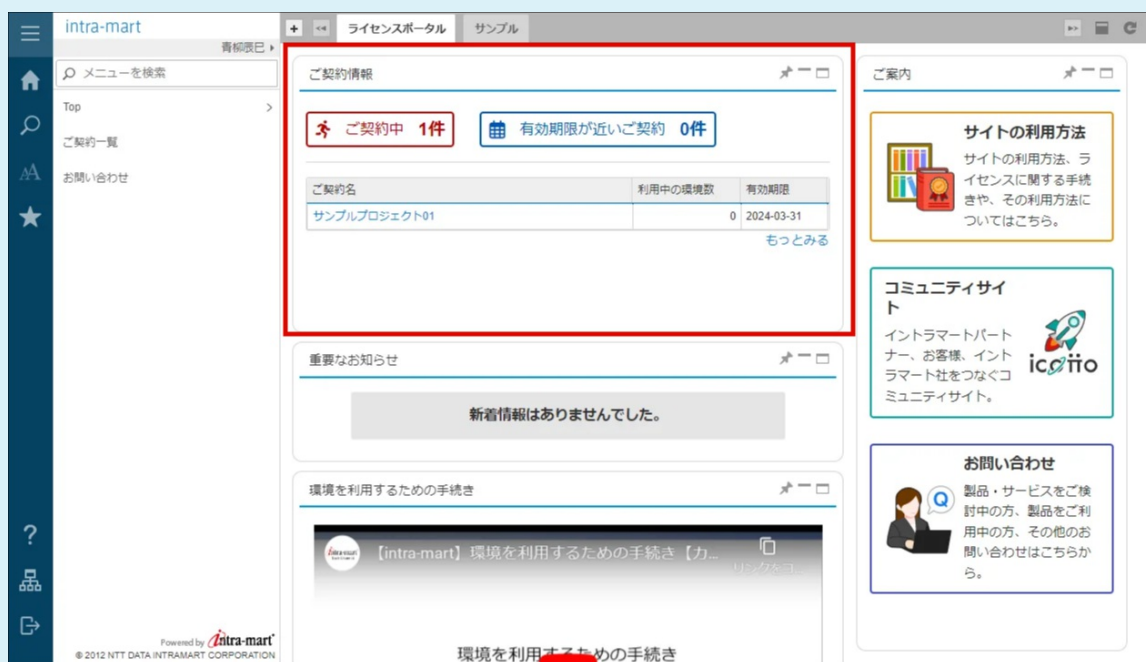 intra-mart
青柳辰巳
メニューを検索
Top
ご契約一覧
お問い合わせ
Powered by intra-mart
© 2012 NTT DATA INTRAMART CORPORATION
ライセンスポータル
サンプル
ご契約情報
ご契約中 1件
有効期限が近いご契約 0件
ご契約名 利用中の環境数 有効期限
サンプルプロジェクト01 0 2024-03-31
もっとみる
重要なお知らせ
新着情報はありませんでした。
環境を利用するための手続き
【intra-mart】環境を利用するための手続き【カ...
環境を利用するための手続き
ご案内
サイトの利用方法
サイトの利用方法、ラ
イセンスに関する手続
きや、その利用方法に
ついてはこちら。
コミュニティサイ
ト
イントラマートパート
ナー、お客様、イント
ラマート社をつなぐコ
ミュニティサイト。
icotto
お問い合わせ
Q
製品・サービスをご検
討中の方、製品をご利
用中の方、その他のお
問い合わせはこちらか
ら。